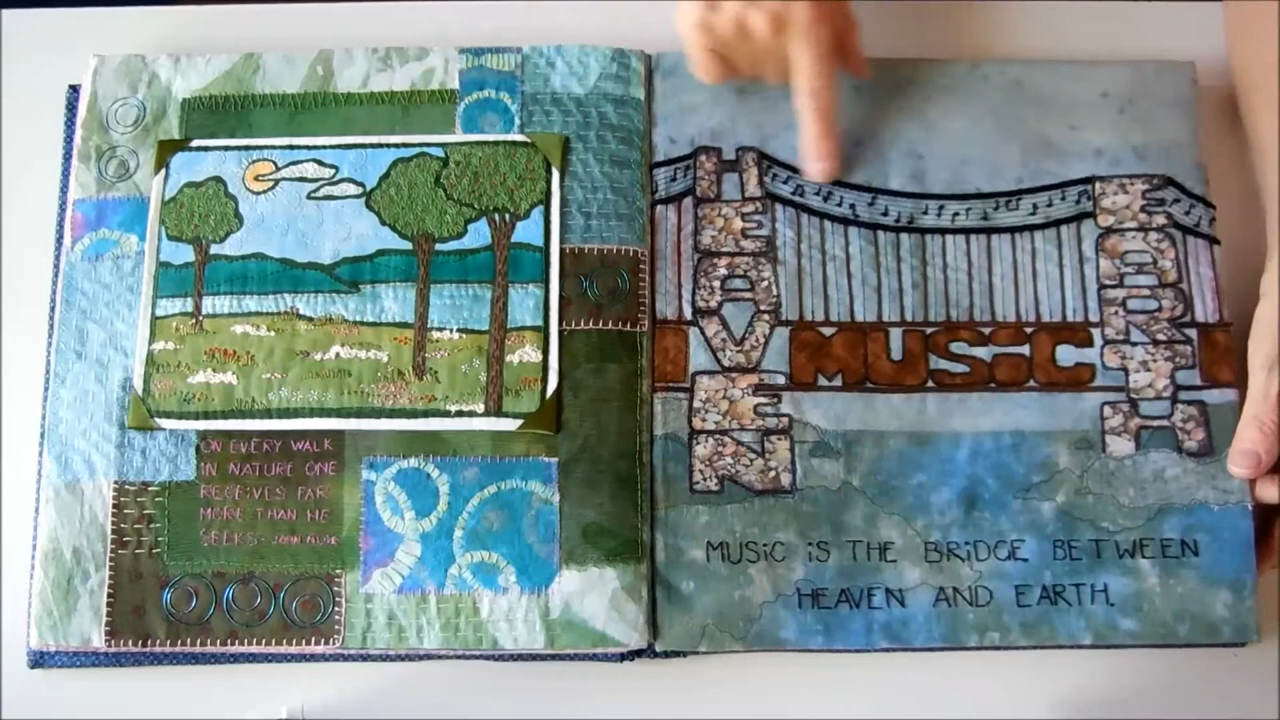 ON EVERY WALK
IN NATURE ONE
RECEIVES FAR
MORE THAN HE
SEEKS - JOHN MUIR
HEAVEN
MUSiC
EARTH
MUSiC iS THE BRiDGE BETWEEN
HEAVEN AND EARTH.